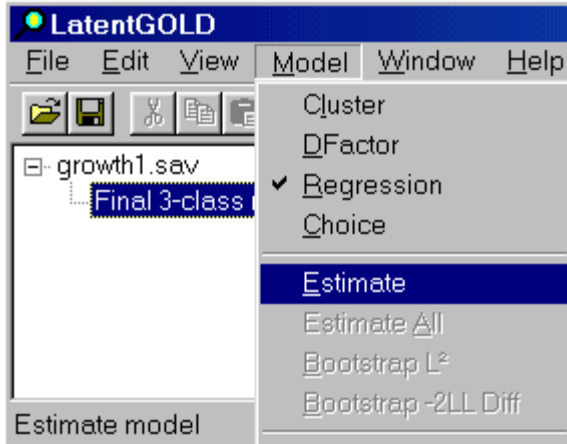 LatentGOLD
File Edit View Model Window Help
Cluster
DFactor
Regression
Choice
Estimate
Estimate All
Bootstrap L²
Bootstrap -2LL Diff
growth1.sav
Final 3-class
Estimate model